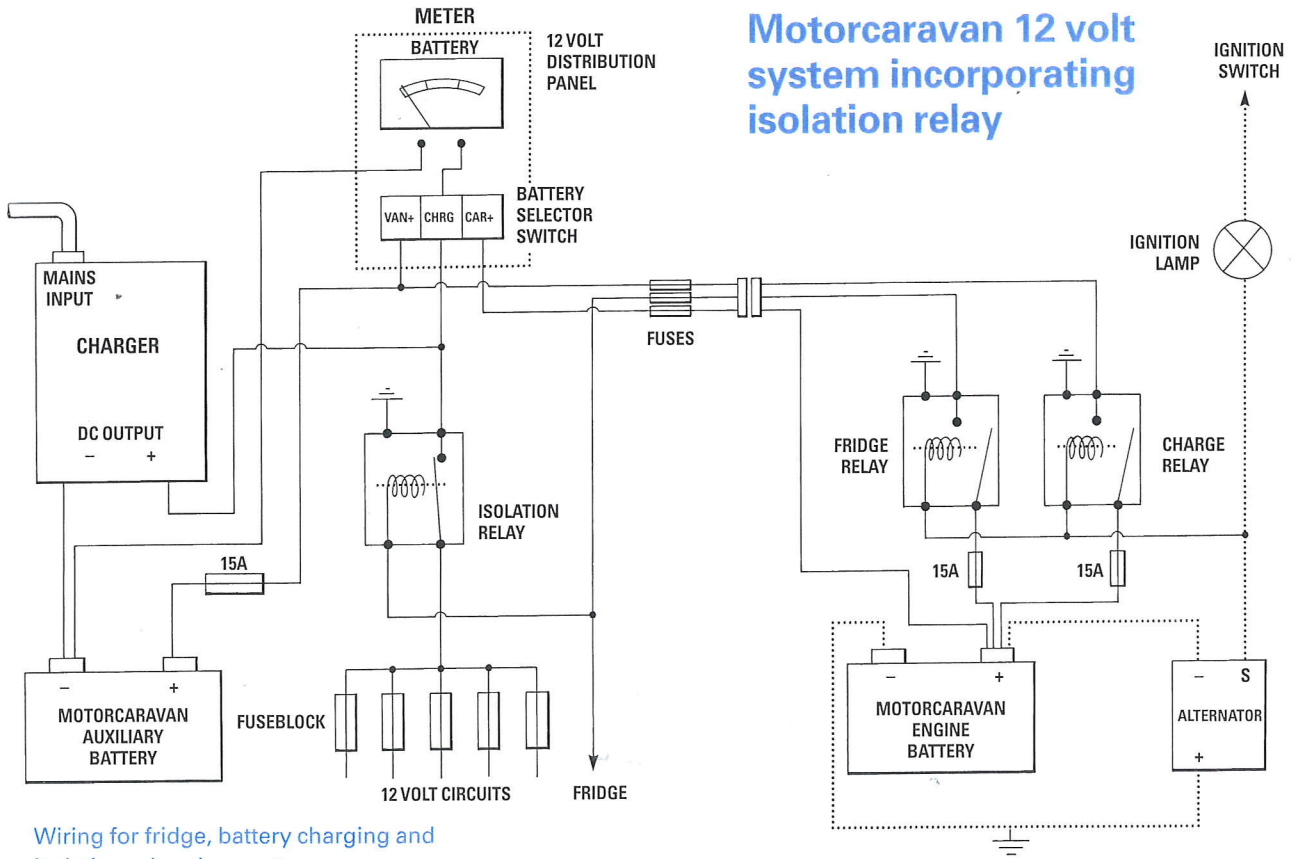 METER
BATTERY
12 VOLT
DISTRIBUTION
PANEL
Motorcaravan 12 volt
system incorporating
isolation relay
IGNITION
SWITCH
BATTERY
SELECTOR
SWITCH
VAN+ CHRG CAR+
IGNITION
LAMP
MAINS
INPUT
CHARGER
DC OUTPUT
− +
FUSES
-
-
-
FRIDGE
RELAY
CHARGE
RELAY
ISOLATION
RELAY
15A
15A
15A
− +
MOTORCARAVAN
AUXILIARY
BATTERY
FUSEBLOCK
12 VOLT CIRCUITS
FRIDGE
− +
MOTORCARAVAN
ENGINE
BATTERY
− S
ALTERNATOR
+
Wiring for fridge, battery charging and